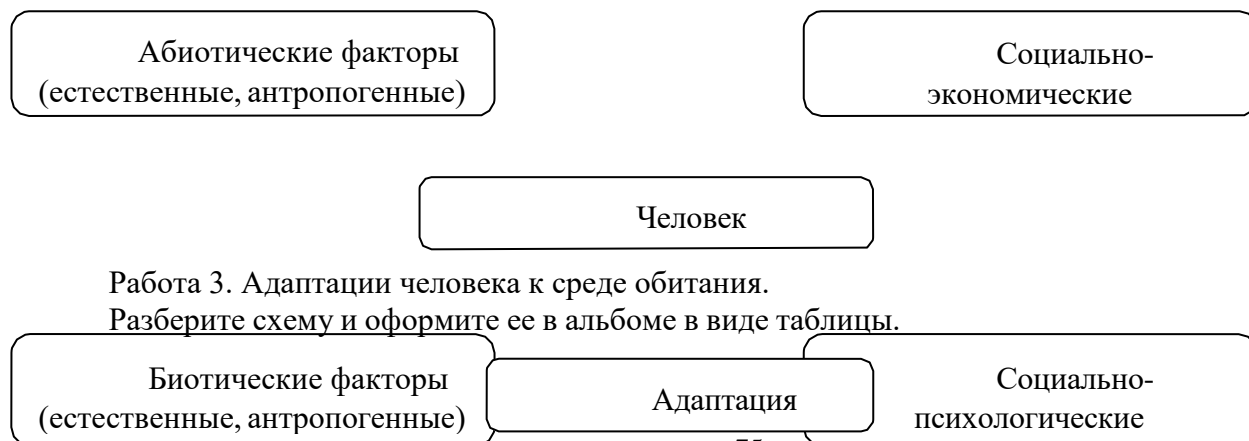 Абиотические факторы
(естественные, антропогенные)
Социально-
экономические
Человек
Работа 3. Адаптации человека к среде обитания.
Разберите схему и оформите ее в альбоме в виде таблицы.
Биотические факторы
(естественные, антропогенные)
Адаптация
Социально-
психологические